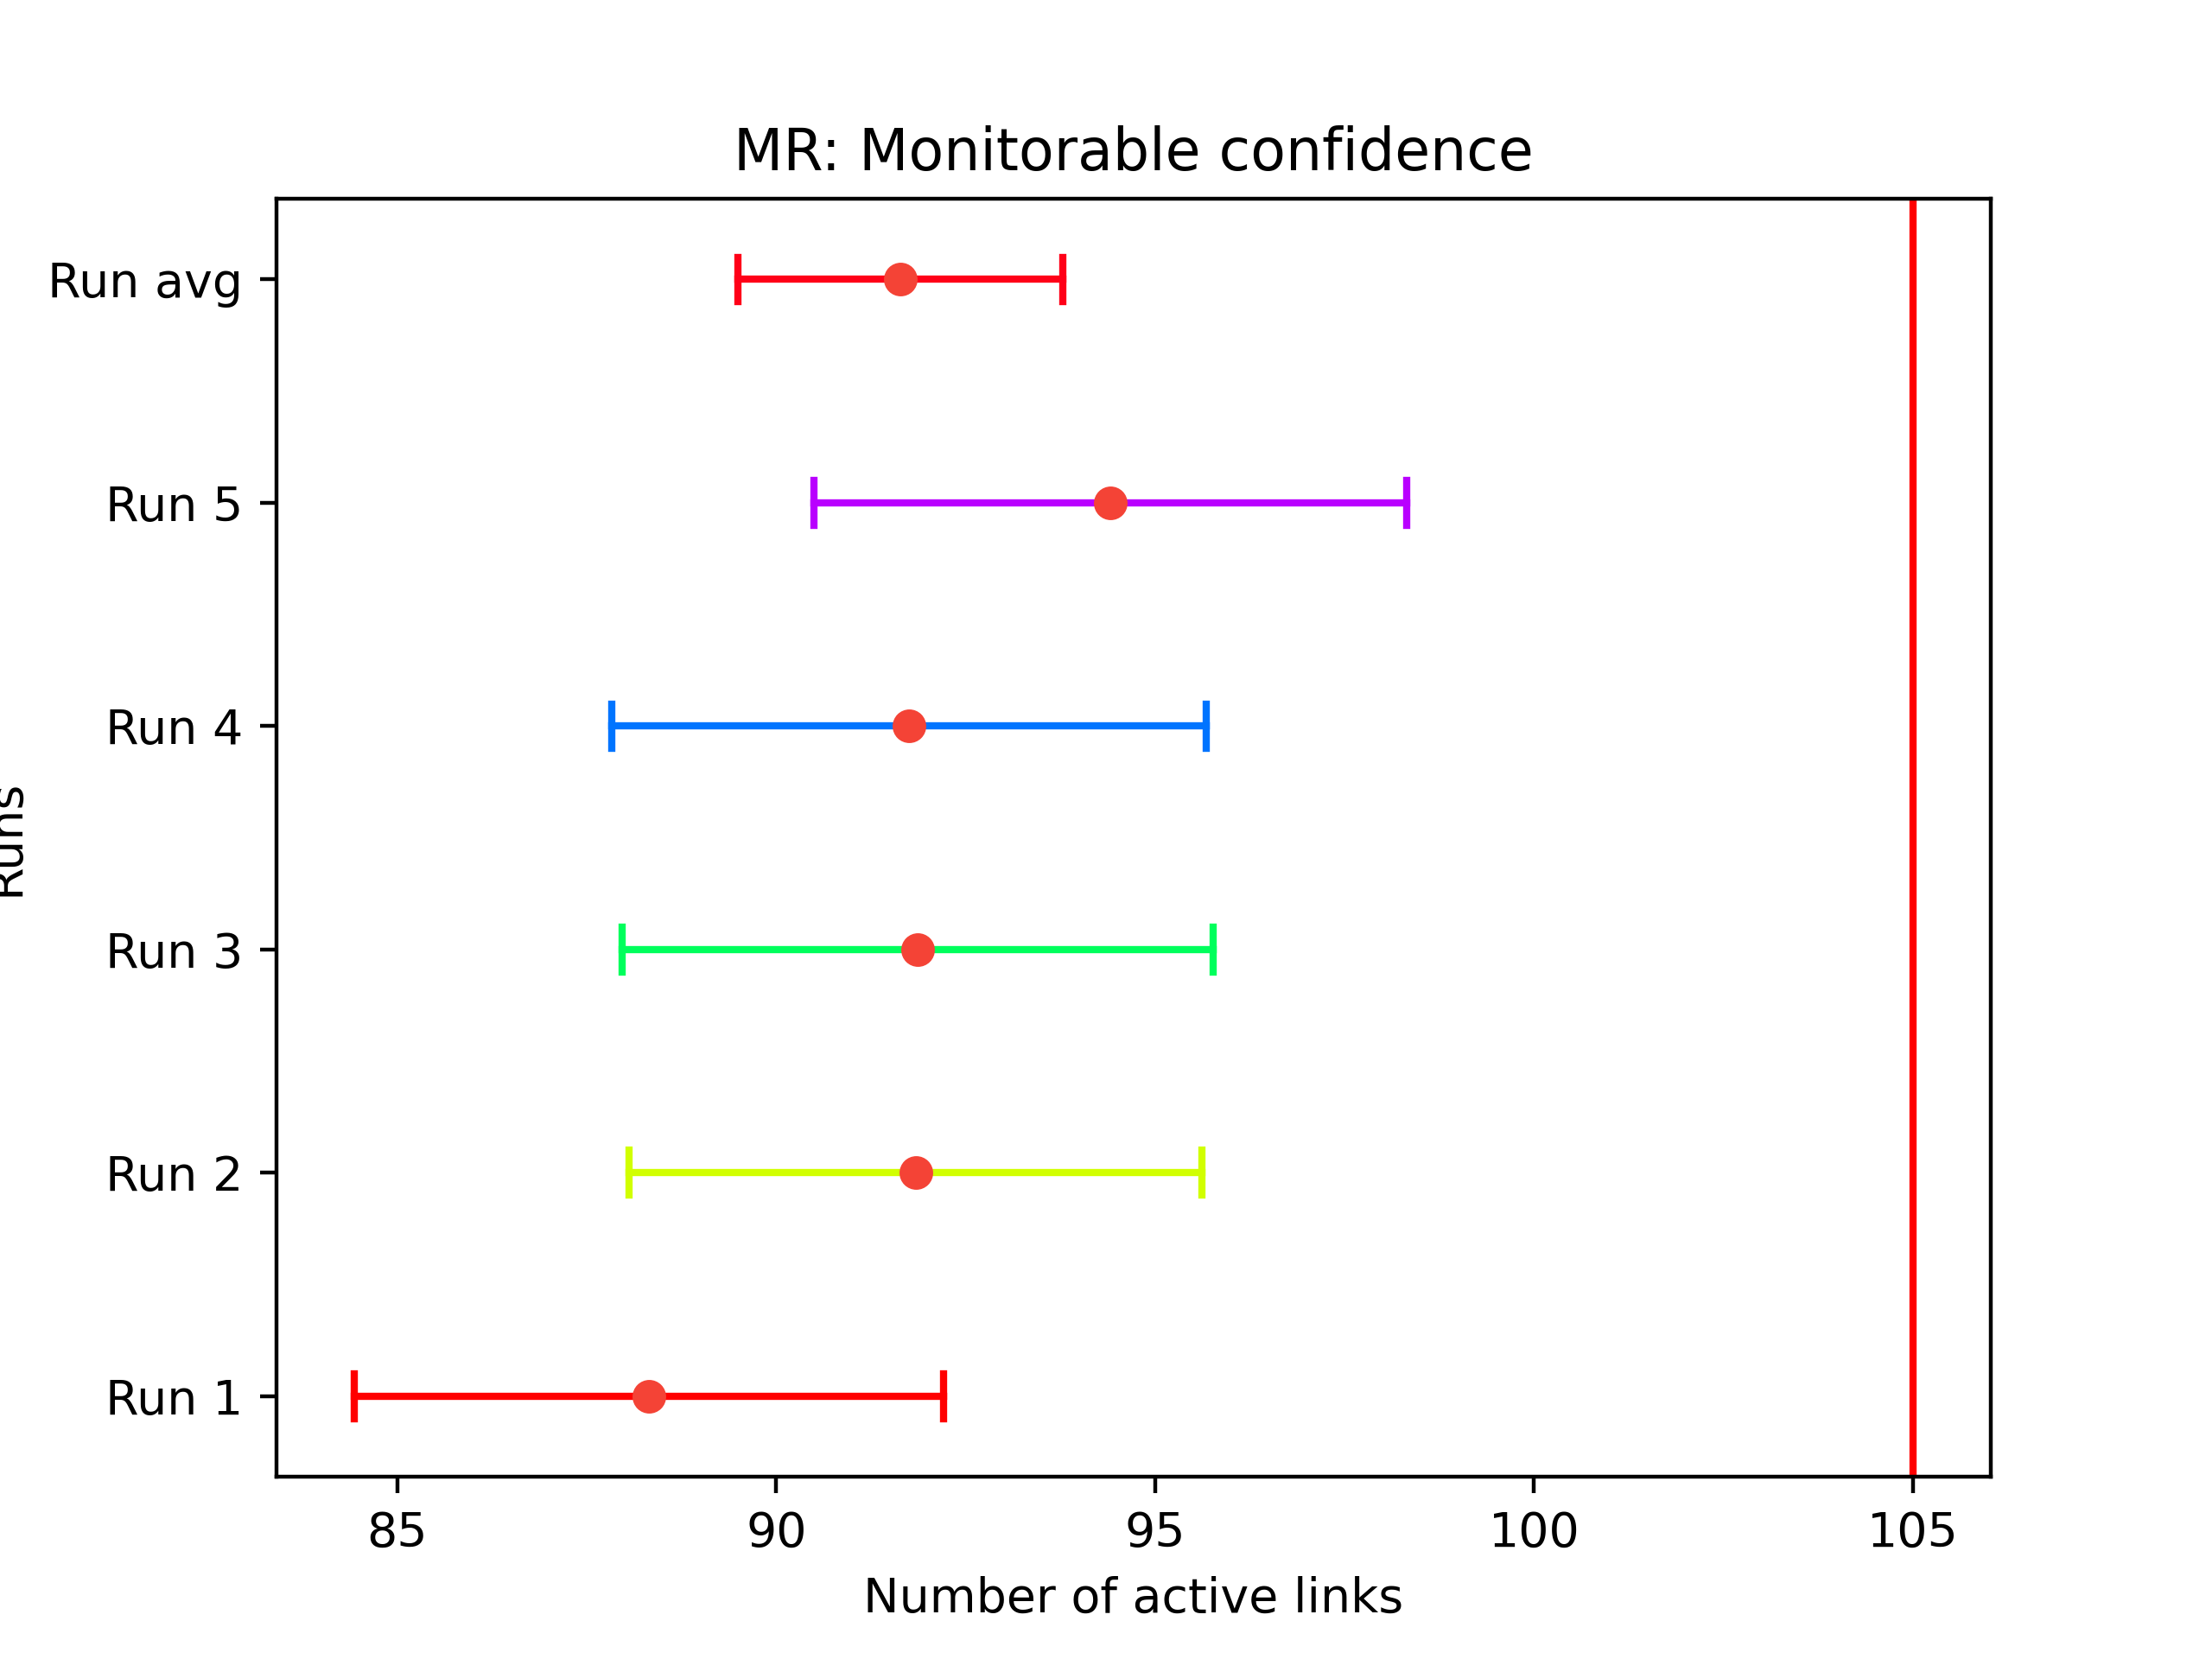 MR: Monitorable confidence
Run avg
Run 5
Run 4
Run 3
Run 2
Run 1
Runs
85 90 95 100 105
Number of active links